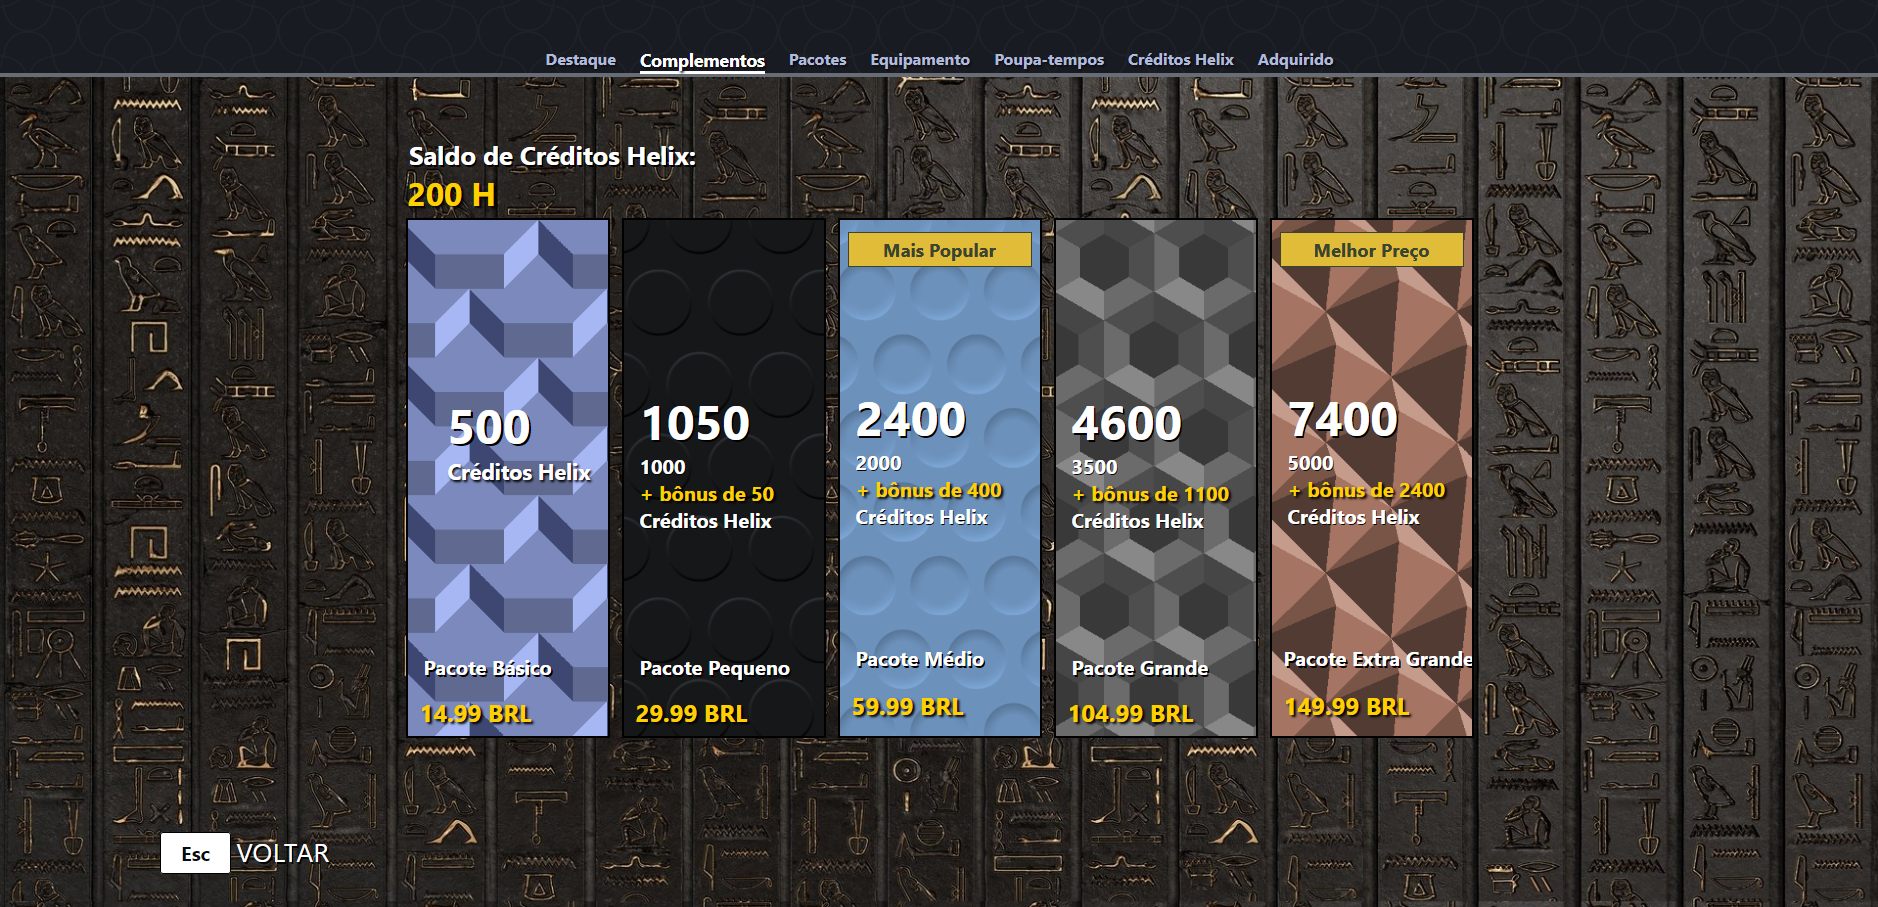 Destaque Complementos Pacotes Equipamento Poupa-tempos Créditos Helix Adquirido
Saldo de Créditos Helix:
200 H
500
Créditos Helix
Pacote Básico
14.99 BRL
1050
1000
+ bônus de 50
Créditos Helix
Pacote Pequeno
29.99 BRL
Mais Popular
2400
2000
+ bônus de 400
Créditos Helix
Pacote Médio
59.99 BRL
4600
3500
+ bônus de 1100
Créditos Helix
Pacote Grande
104.99 BRL
Melhor Preço
7400
5000
+ bônus de 2400
Créditos Helix
Pacote Extra Grande
149.99 BRL
Esc VOLTAR